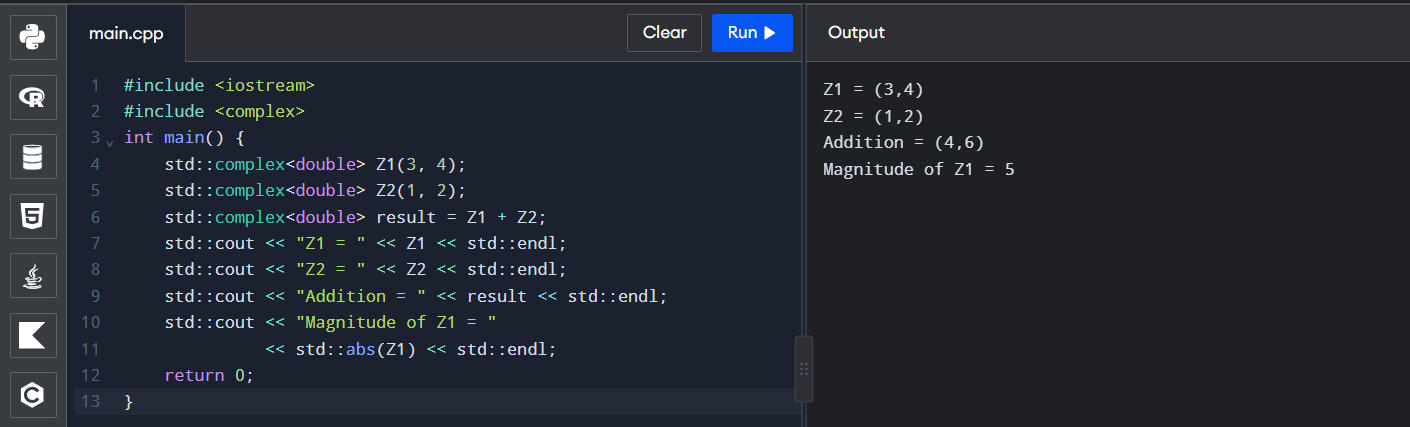 main.cpp
Clear
Run
Output
1 #include <iostream>
2 #include <complex>
3 int main() {
4     std::complex<double> Z1(3, 4);
5     std::complex<double> Z2(1, 2);
6     std::complex<double> result = Z1 + Z2;
7     std::cout << "Z1 = " << Z1 << std::endl;
8     std::cout << "Z2 = " << Z2 << std::endl;
9     std::cout << "Addition = " << result << std::endl;
10     std::cout << "Magnitude of Z1 = "
11               << std::abs(Z1) << std::endl;
12     return 0;
13 }
Z1 = (3,4)
Z2 = (1,2)
Addition = (4,6)
Magnitude of Z1 = 5